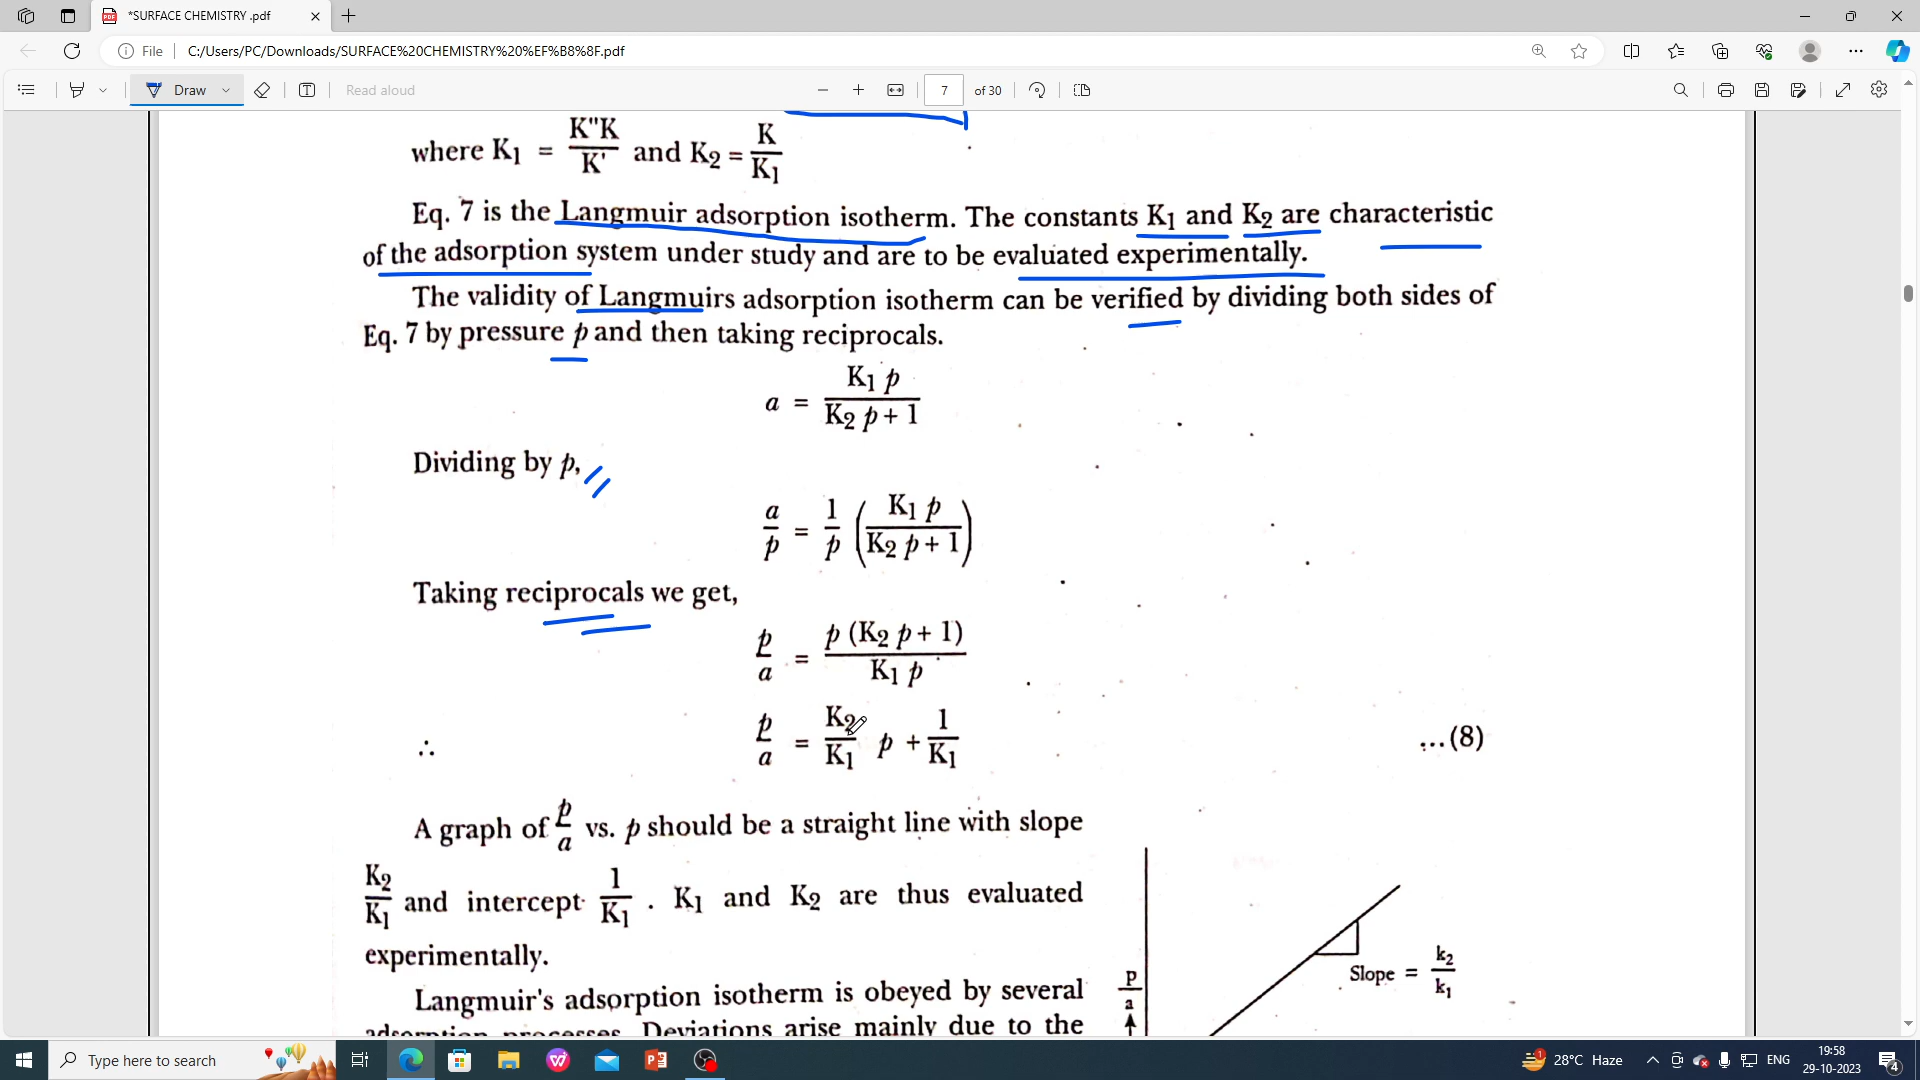 *SURFACE CHEMISTRY .pdf
File C:/Users/PC/Downloads/SURFACE%20CHEMISTRY%20%EF%B8%8F.pdf
Draw Read aloud 7 of 30
where K₁ = K''K/K' and K₂ = K/K₁
Eq. 7 is the Langmuir adsorption isotherm. The constants K₁ and K₂ are characteristic
of the adsorption system under study and are to be evaluated experimentally.
The validity of Langmuirs adsorption isotherm can be verified by dividing both sides of
Eq. 7 by pressure p and then taking reciprocals.
a = K₁ p / K₂ p + 1
Dividing by p,
a/p = 1/p (K₁ p / K₂ p + 1)
Taking reciprocals we get,
p/a = p (K₂ p + 1) / K₁ p
∴ p/a = K₂/K₁ p + 1/K₁ ...(8)
A graph of p/a vs. p should be a straight line with slope
K₂/K₁ and intercept 1/K₁ . K₁ and K₂ are thus evaluated
experimentally.
Langmuir's adsorption isotherm is obeyed by several
adsorption processes. Deviations arise mainly due to the
p/a
Slope = k₂/k₁
Type here to search
28°C Haze
ENG
19:58
29-10-2023
4